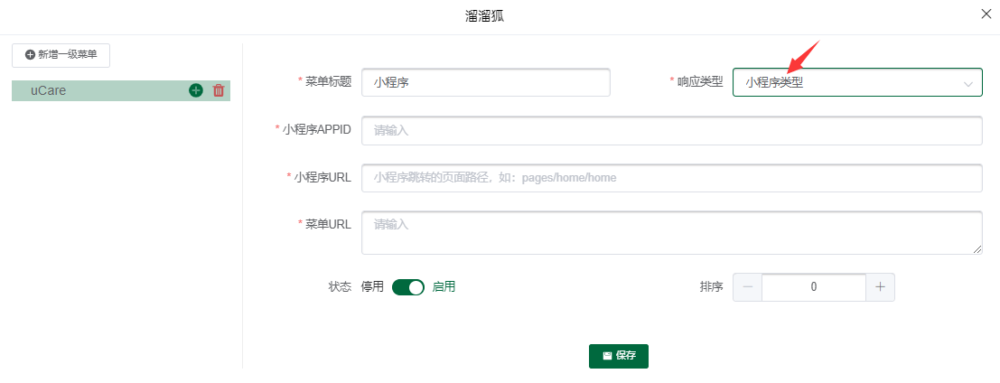 溜溜狐
新增一级菜单
uCare
* 菜单标题 小程序 * 响应类型 小程序类型
* 小程序APPID 请输入
* 小程序URL 小程序跳转的页面路径，如：pages/home/home
* 菜单URL 请输入
状态 停用 启用 排序 0
保存